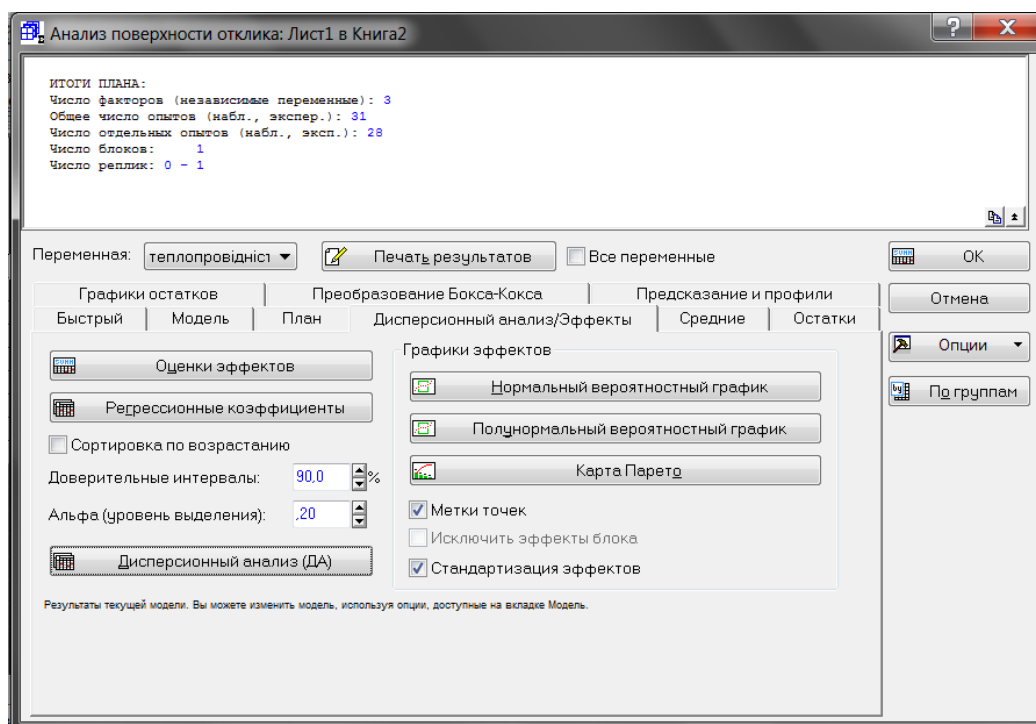 Анализ поверхности отклика: Лист1 в Книга2
ИТОГИ ПЛАНА:
Число факторов (независимые переменные): 3
Общее число опытов (набл., экспер.): 31
Число отдельных опытов (набл., эксп.): 28
Число блоков: 1
Число реплик: 0 - 1
Переменная: теплопровідніст Печать результатов Все переменные OK
Графики остатков Преобразование Бокса-Кокса Предсказание и профили Отмена
Быстрый Модель План Дисперсионный анализ/Эффекты Средние Остатки
Графики эффектов
Оценки эффектов
Нормальный вероятностный график
Регрессионные коэффициенты
Полунормальный вероятностный график
Сортировка по возрастанию
Карта Парето
Доверительные интервалы: 90,0 %
Альфа (уровень выделения): ,20
Метки точек
Исключить эффекты блока
Дисперсионный анализ (ДА)
Стандартизация эффектов
Результаты текущей модели. Вы можете изменить модель, используя опции, доступные на вкладке Модель.
Опции
По группам